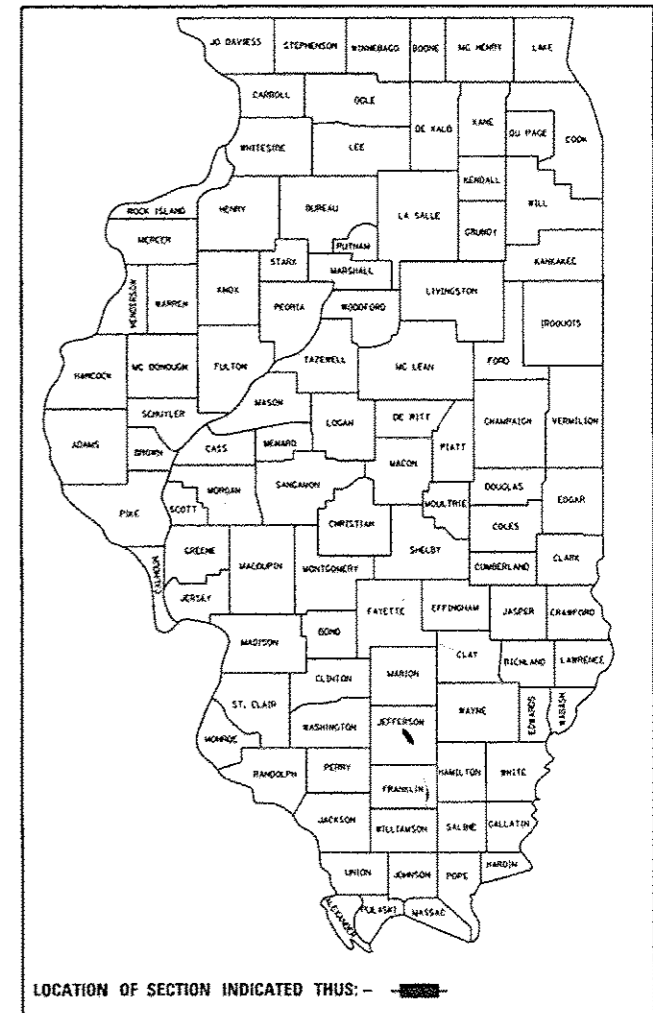 JO DAVIESS STEPHENSON WINNEBAGO BOONE MC HENRY LAKE
CARROLL OGLE DE KALB KANE DU PAGE COOK
WHITESIDE LEE
KENDALL
ROCK ISLAND HENRY BUREAU LA SALLE WILL
MERCER PUTNAM GRUNDY
STARK MARSHALL KANKAKEE
HENDERSON WARREN KNOX PEORIA WOODFORD LIVINGSTON IROQUOIS
HANCOCK MC DONOUGH FULTON TAZEWELL MC LEAN FORD
SCHUYLER MASON LOGAN DE WITT CHAMPAIGN VERMILION
ADAMS BROWN CASS MENARD MACON PIATT
PIKE SCOTT MORGAN SANGAMON CHRISTIAN MOULTRIE DOUGLAS EDGAR
COLES
CALHOUN GREENE MACOUPIN MONTGOMERY SHELBY CUMBERLAND CLARK
JERSEY FAYETTE EFFINGHAM JASPER CRAWFORD
MADISON BOND CLAY RICHLAND LAWRENCE
CLINTON MARION
ST. CLAIR WASHINGTON JEFFERSON WAYNE EDWARDS WABASH
MONROE
RANDOLPH PERRY FRANKLIN HAMILTON WHITE
JACKSON WILLIAMSON SALINE GALLATIN
UNION JOHNSON POPE HARDIN
ALEXANDER PULASKI MASSAC
LOCATION OF SECTION INDICATED THUS: -